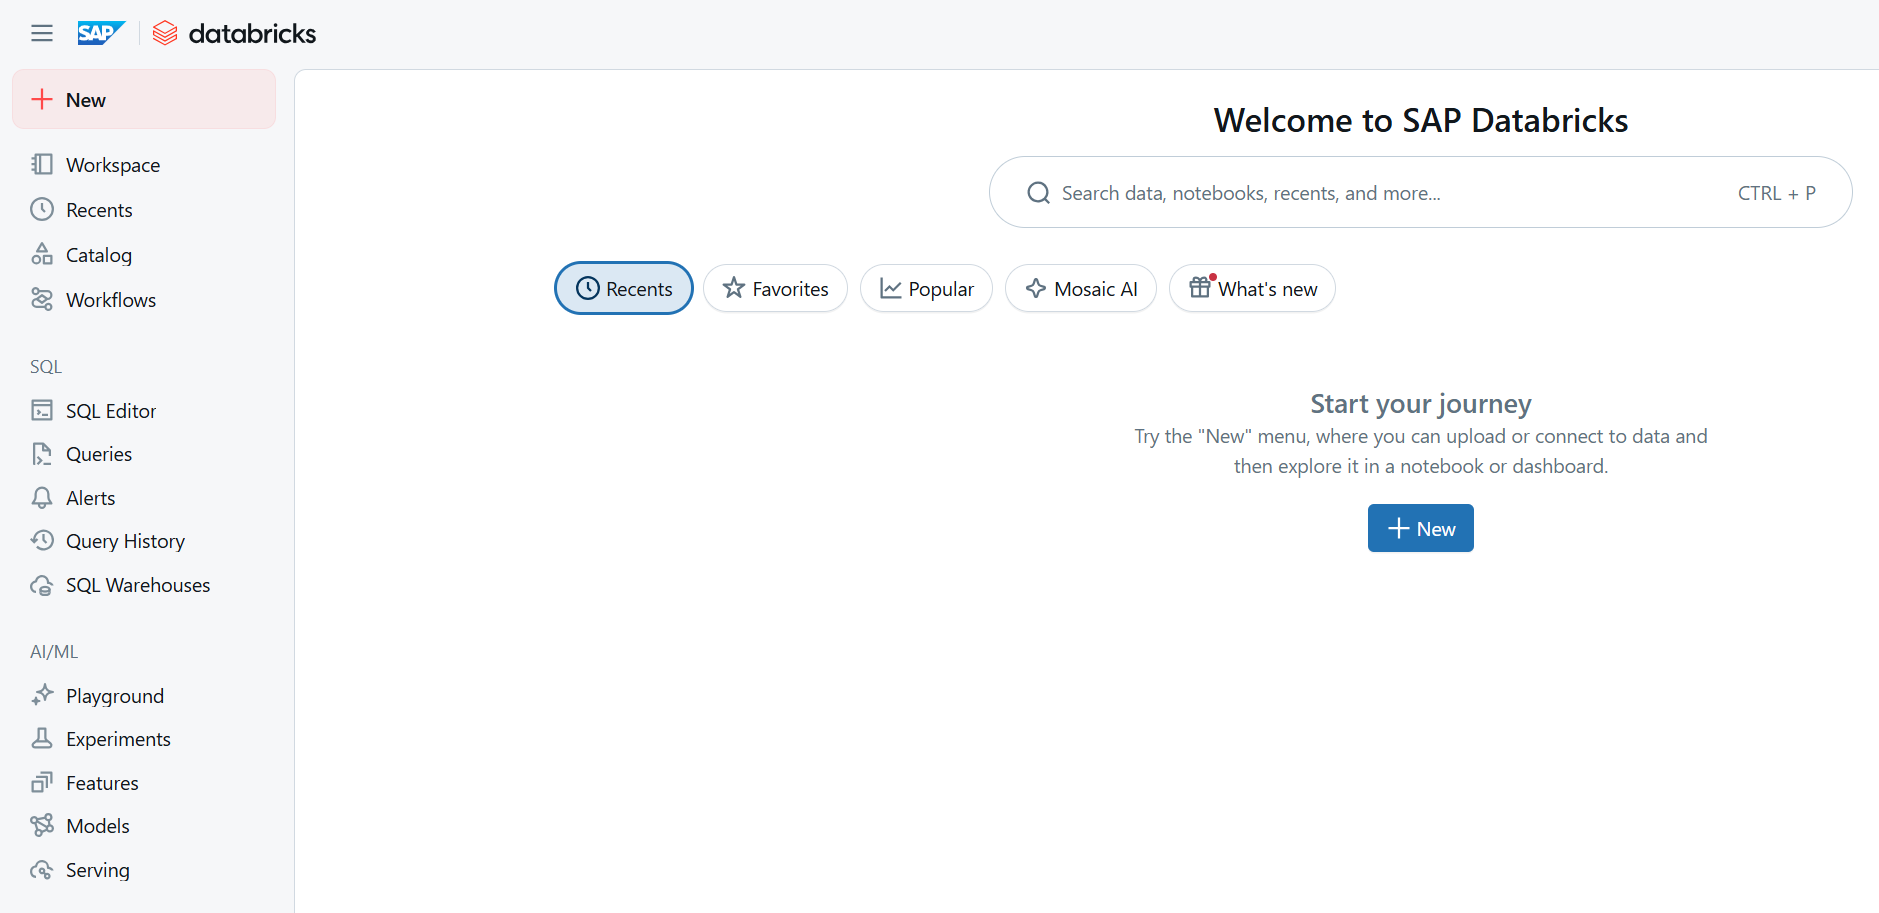 SAP databricks
New
Workspace
Recents
Catalog
Workflows
SQL
SQL Editor
Queries
Alerts
Query History
SQL Warehouses
AI/ML
Playground
Experiments
Features
Models
Serving
Welcome to SAP Databricks
Search data, notebooks, recents, and more... CTRL + P
Recents Favorites Popular Mosaic AI What's new
Start your journey
Try the "New" menu, where you can upload or connect to data and
then explore it in a notebook or dashboard.
New